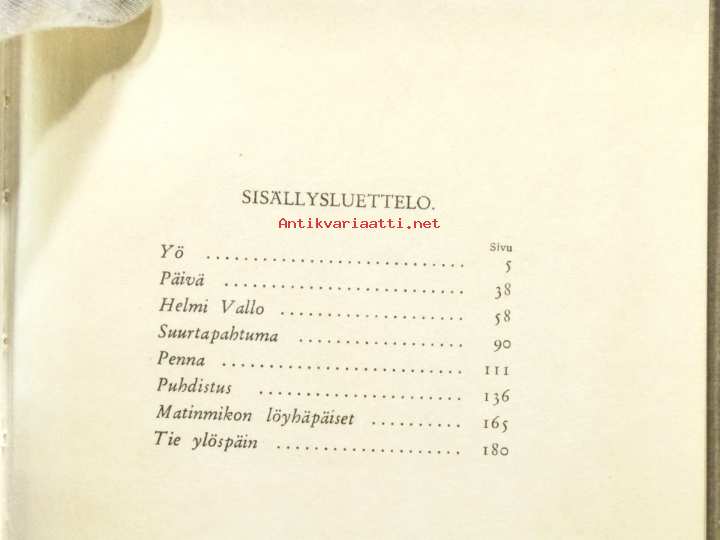 SISÄLLYSLUETTELO.
Antikvariaatti.net
Sivu
Yö ............................ 5
Päivä .......................... 38
Helmi Vallo .................... 58
Suurtapahtuma .................. 90
Penna .......................... 111
Puhdistus ...................... 136
Matinmikon löyhäpäiset .......... 165
Tie ylöspäin .................... 180